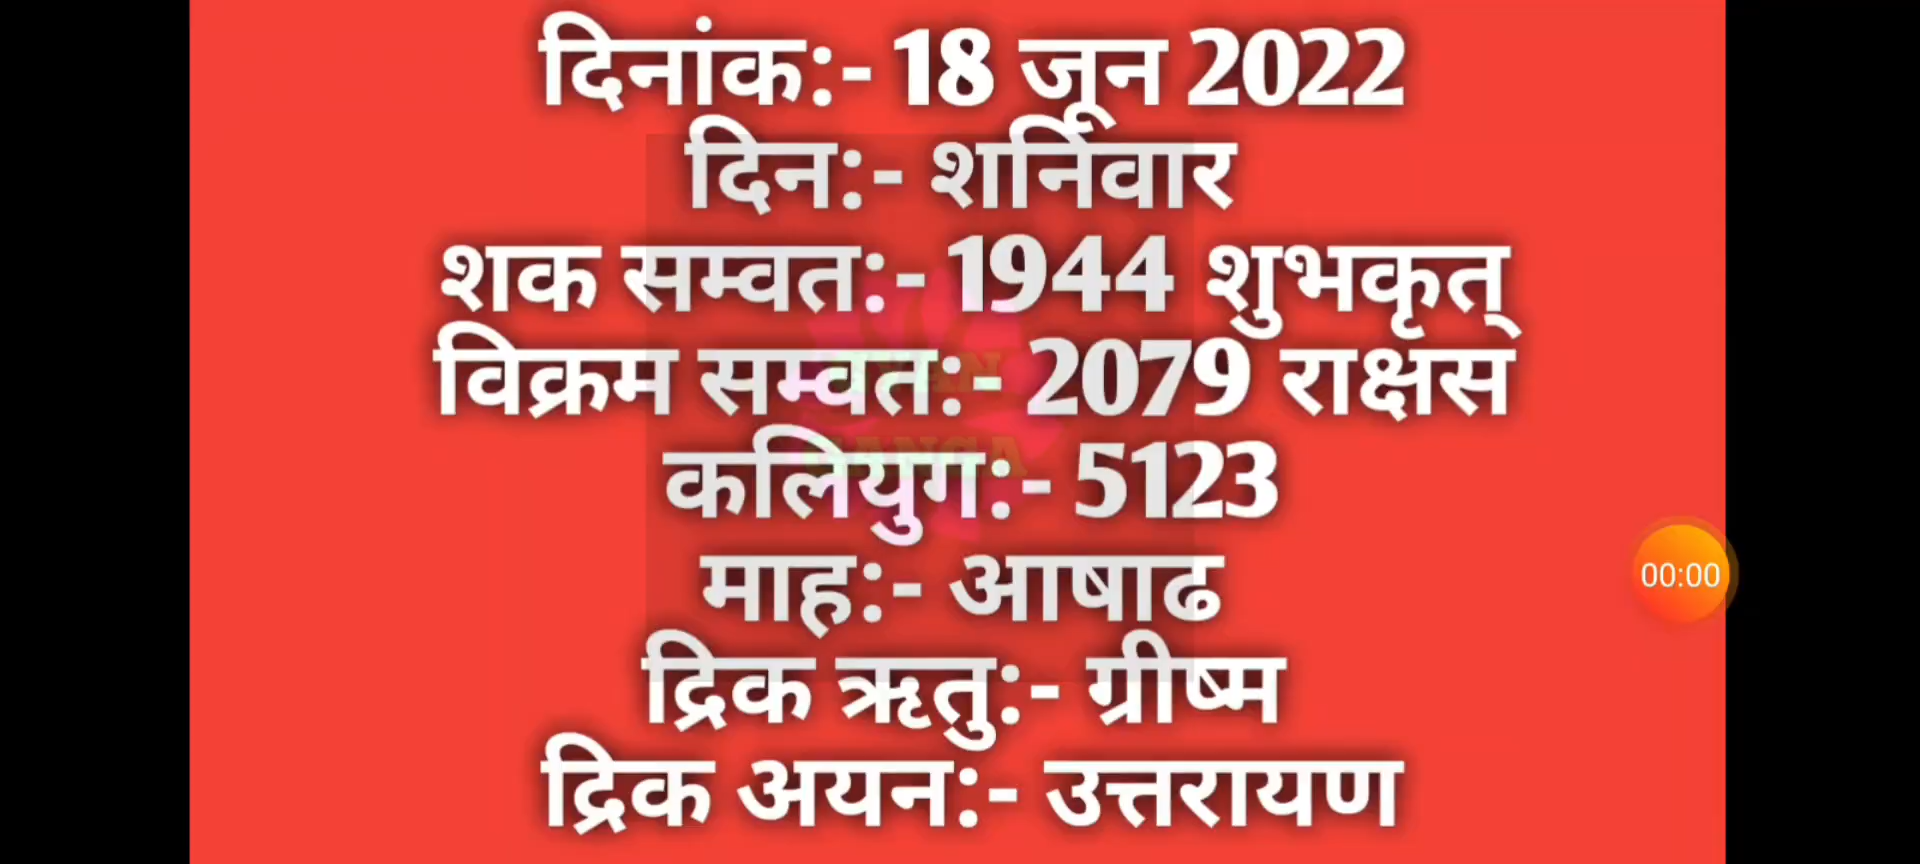 दिनांक:- 18 जून 2022
दिन:- शनिवार
शक सम्वत:- 1944 शुभकृत्
विक्रम सम्वत:- 2079 राक्षस
कलियुग:- 5123
माह:- आषाढ
द्रिक ऋतु:- ग्रीष्म
द्रिक अयन:- उत्तरायण
00:00
GANGA